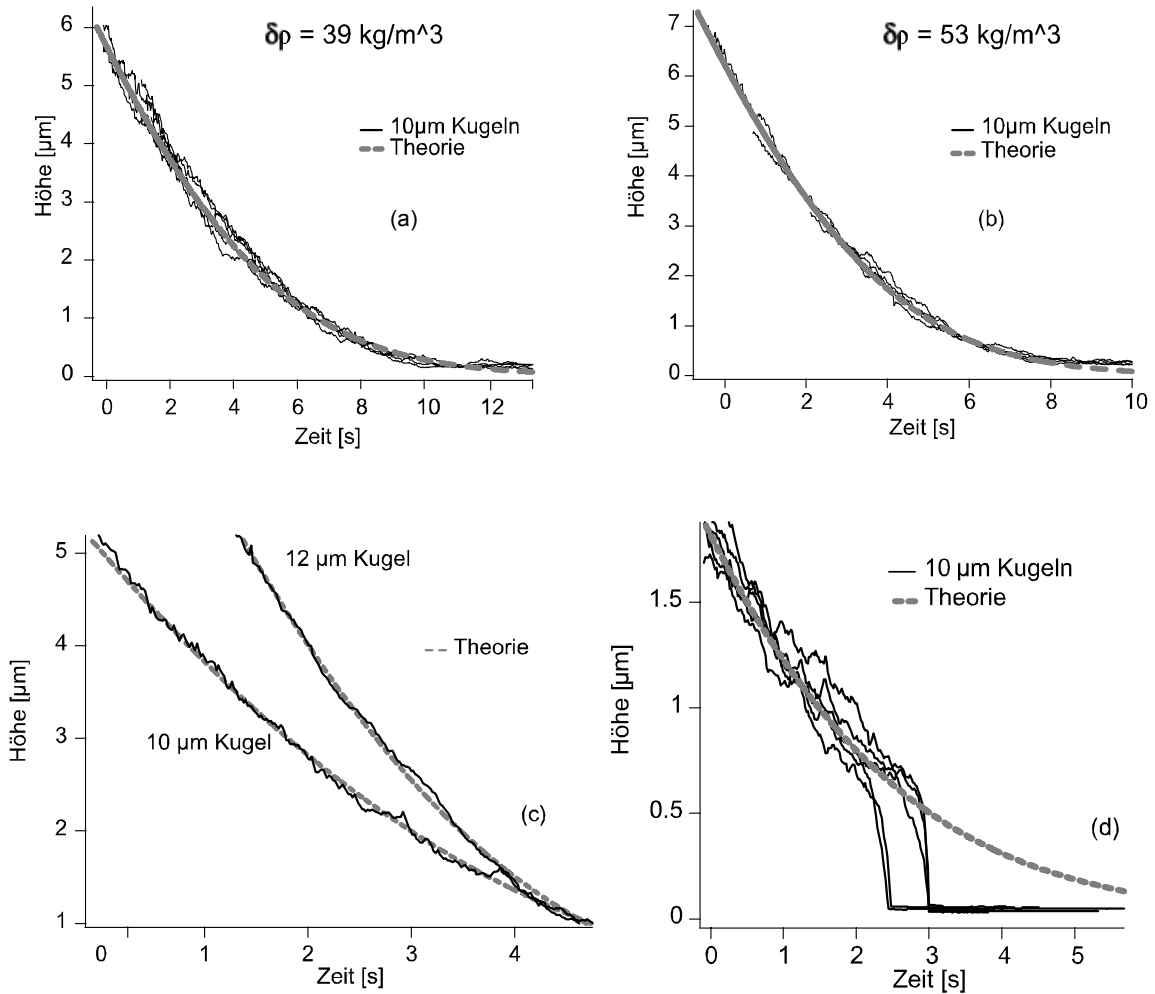 δρ = 39 kg/m^3
6
5
4
3
2
1
0
Höhe [µm]
10µm Kugeln
Theorie
(a)
0 2 4 6 8 10 12
Zeit [s]
δρ = 53 kg/m^3
7
6
5
4
3
2
1
0
Höhe [µm]
10µm Kugeln
Theorie
(b)
0 2 4 6 8 10
Zeit [s]
5
4
3
2
1
Höhe [µm]
12 µm Kugel
Theorie
10 µm Kugel
(c)
0 1 2 3 4
Zeit [s]
1.5
1
0.5
0
Höhe [µm]
10 µm Kugeln
Theorie
(d)
0 1 2 3 4 5
Zeit [s]